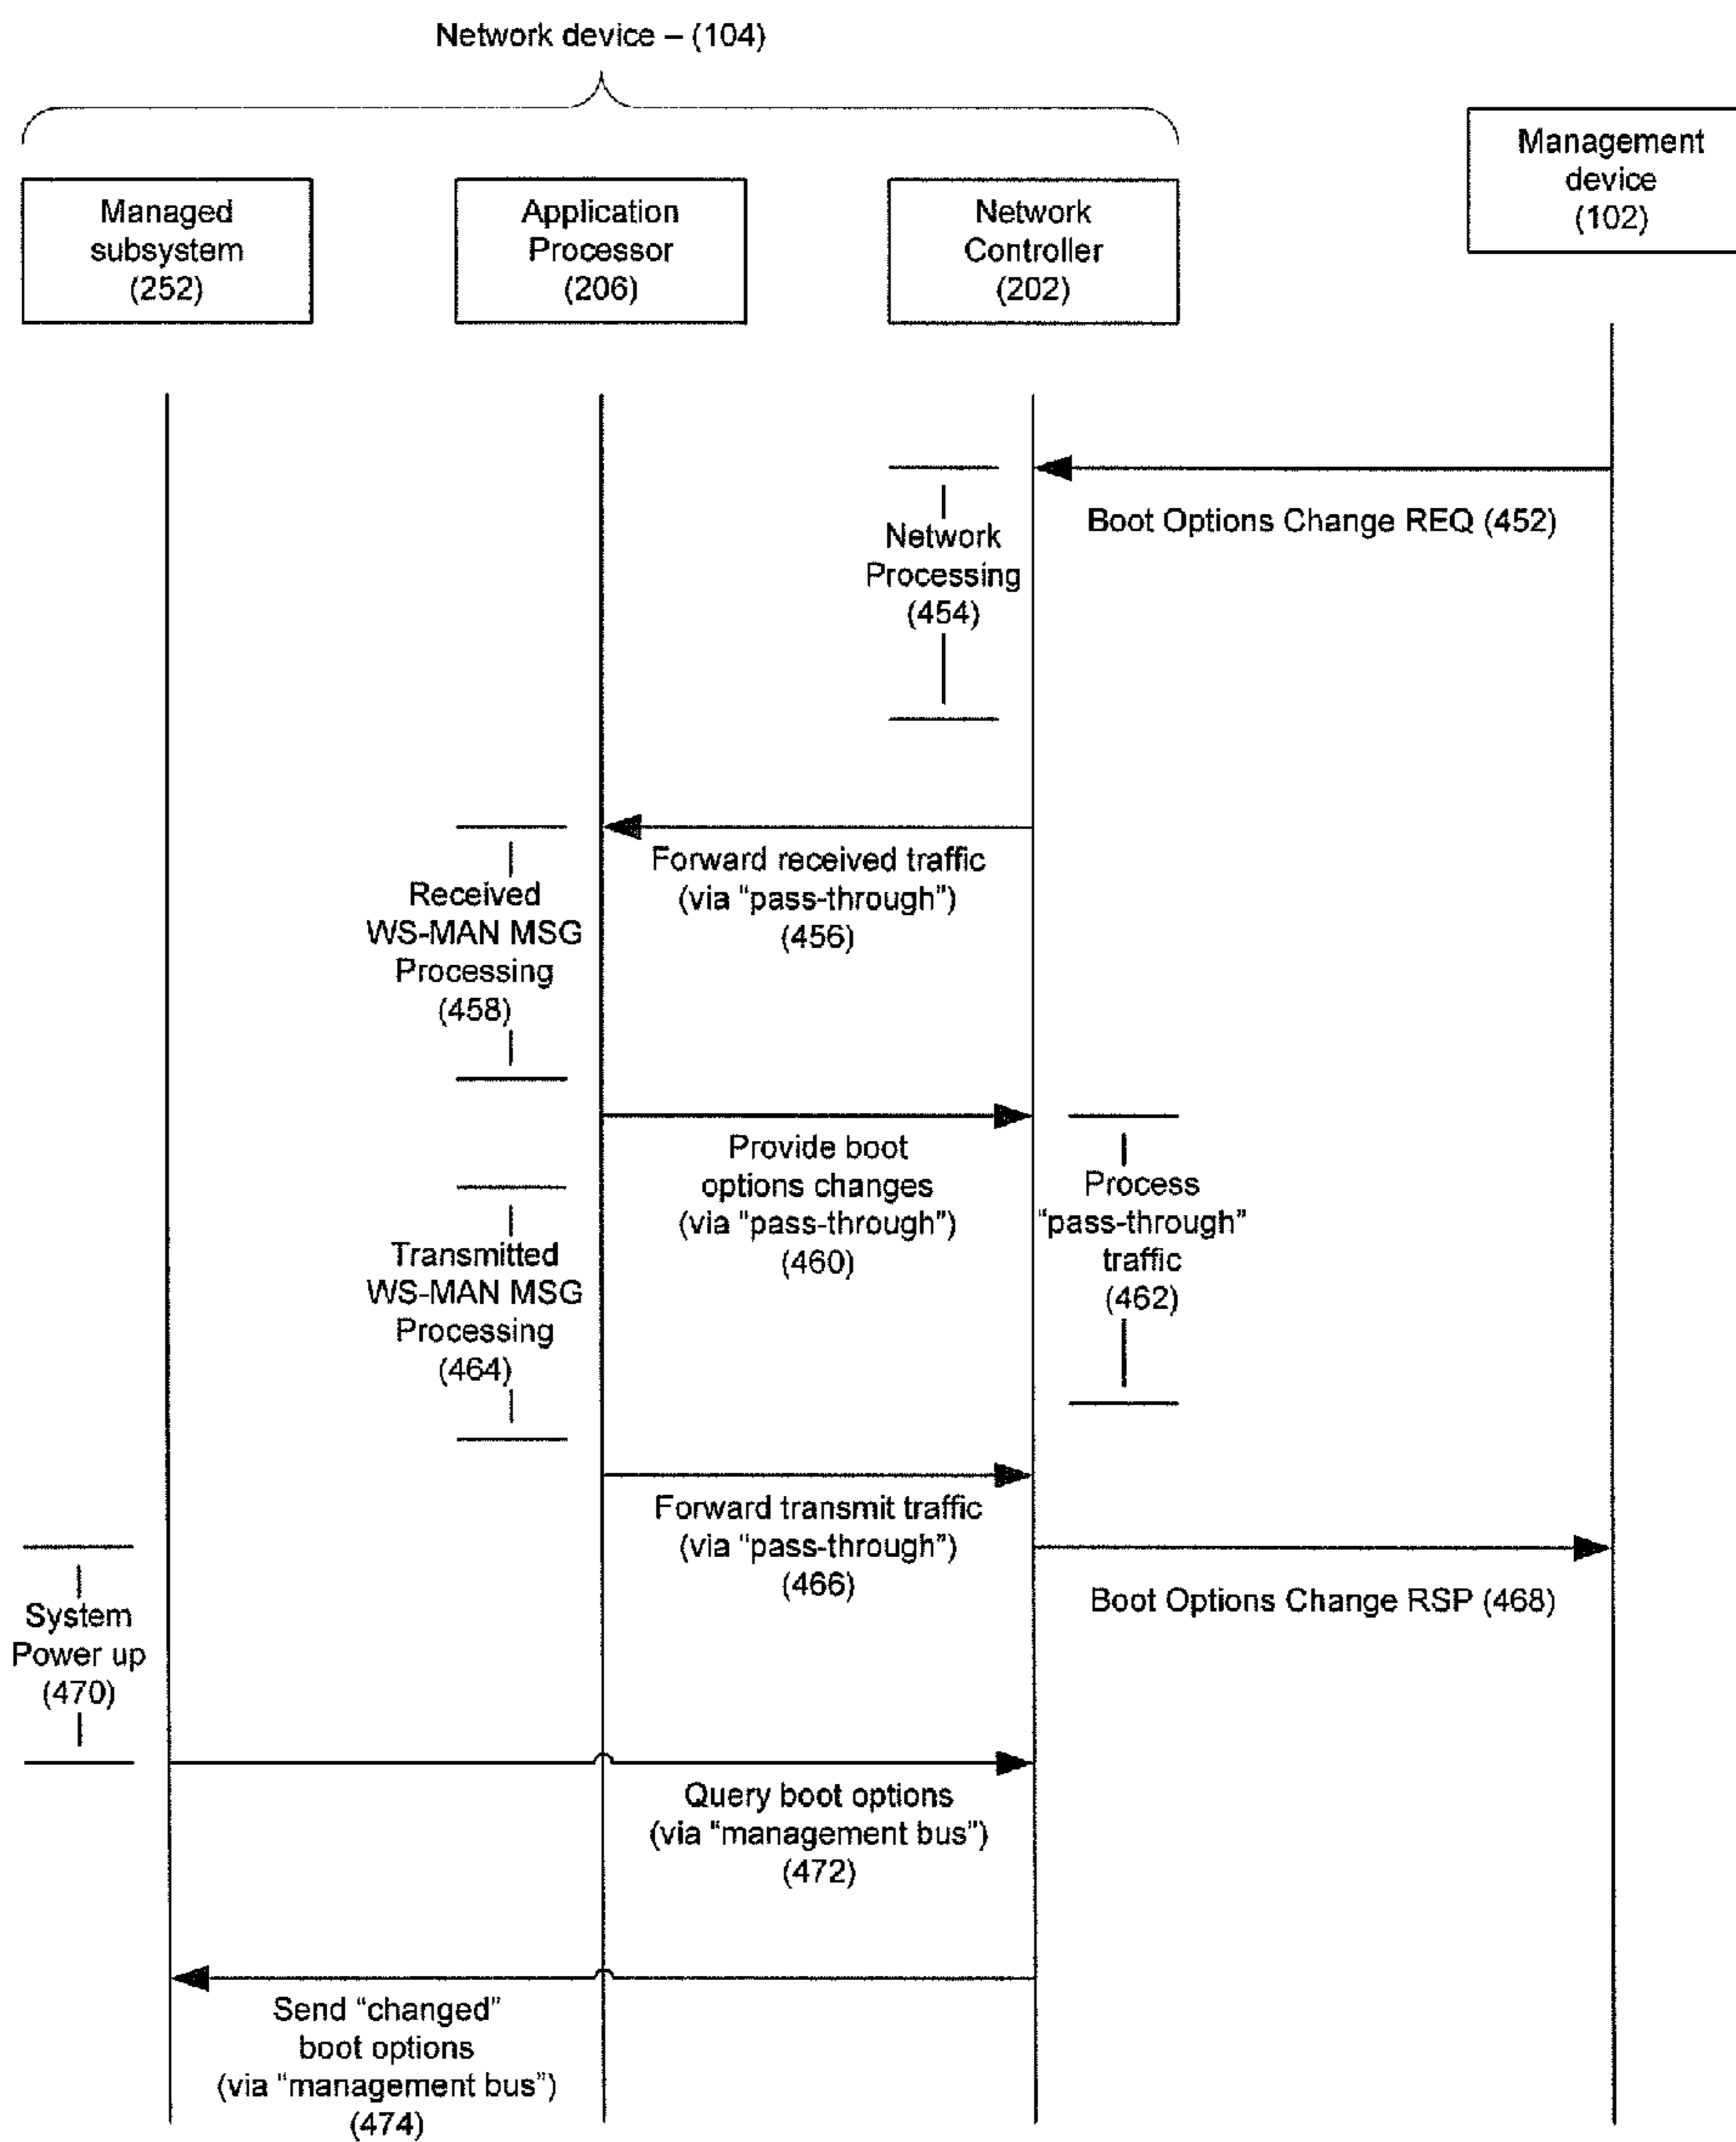 Network device – (104)
Managed
subsystem
(252)
Application
Processor
(206)
Network
Controller
(202)
Management
device
(102)
Boot Options Change REQ (452)
Network
Processing
(454)
Forward received traffic
(via “pass-through”)
(456)
Received
WS-MAN MSG
Processing
(458)
Provide boot
options changes
(via “pass-through”)
(460)
Process
“pass-through”
traffic
(462)
Transmitted
WS-MAN MSG
Processing
(464)
Forward transmit traffic
(via “pass-through”)
(466)
Boot Options Change RSP (468)
System
Power up
(470)
Query boot options
(via “management bus”)
(472)
Send “changed”
boot options
(via “management bus”)
(474)